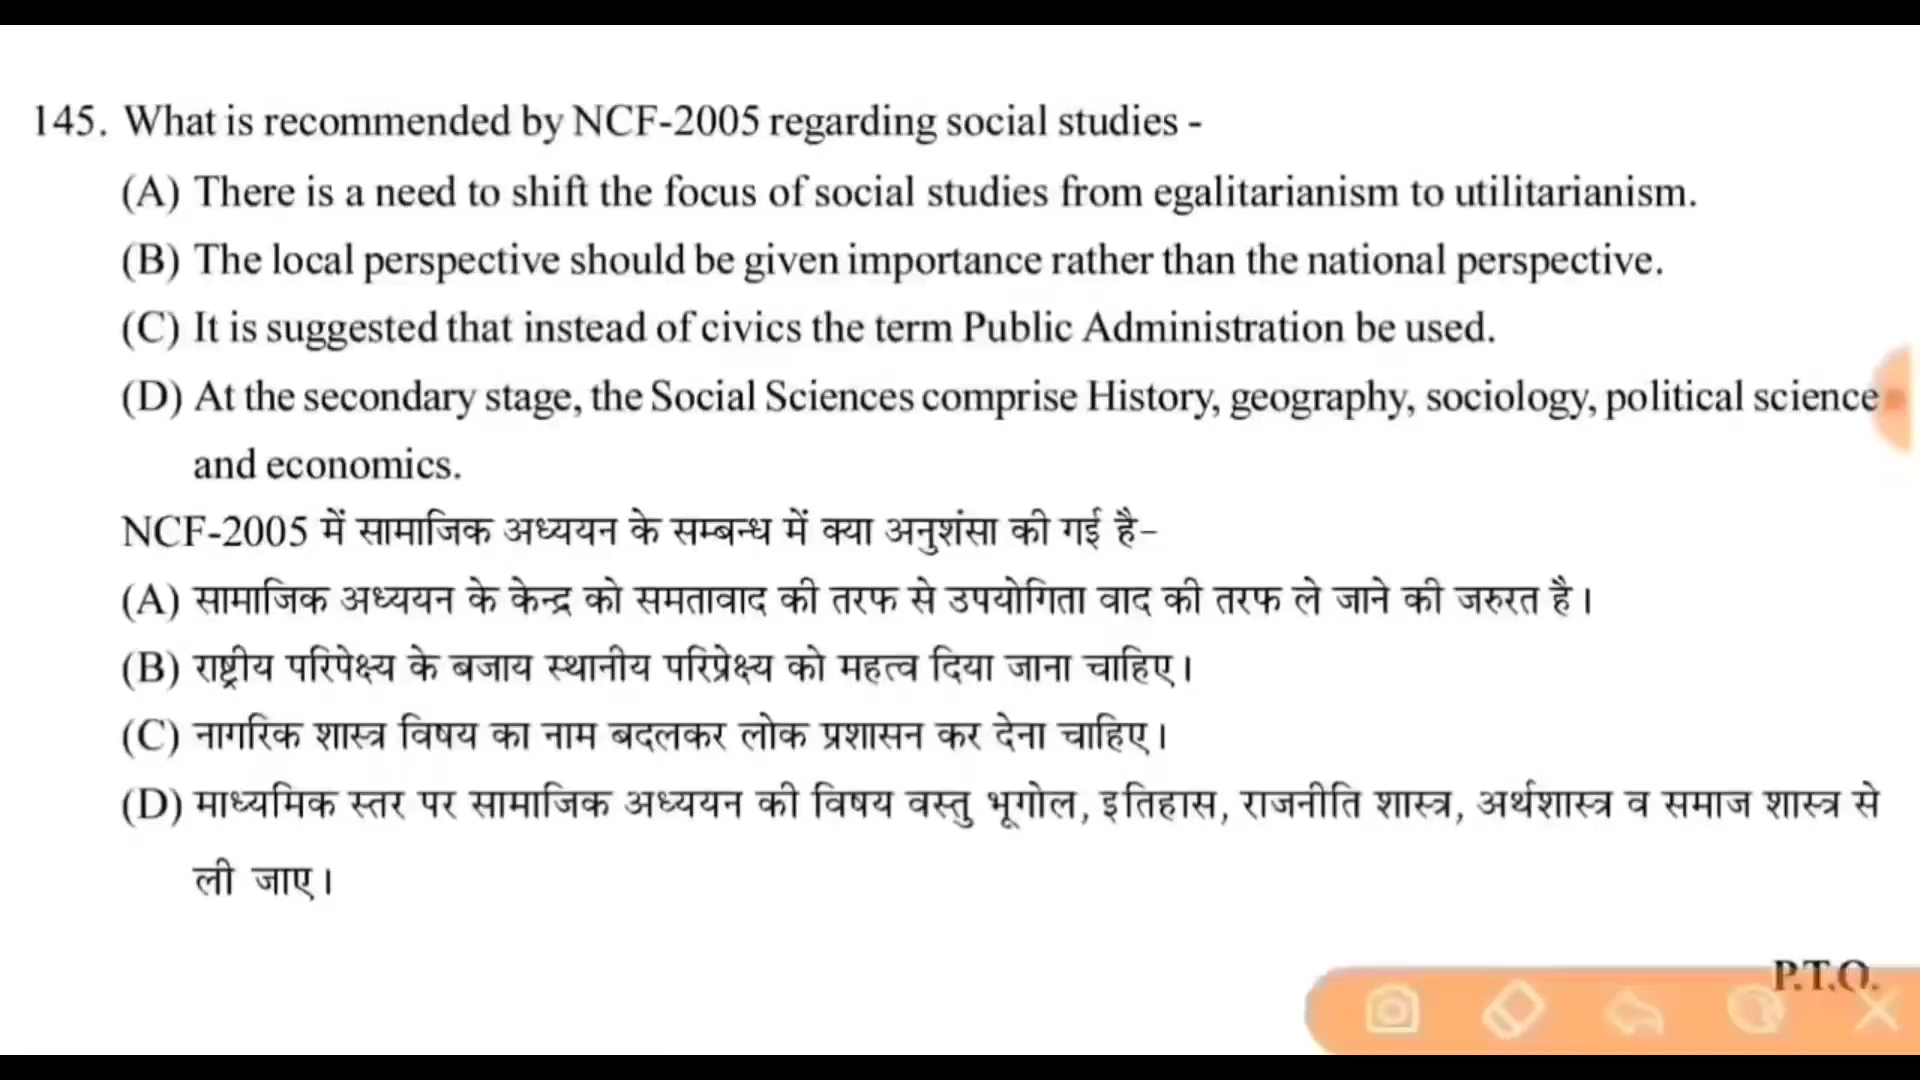 145. What is recommended by NCF-2005 regarding social studies -
(A) There is a need to shift the focus of social studies from egalitarianism to utilitarianism.
(B) The local perspective should be given importance rather than the national perspective.
(C) It is suggested that instead of civics the term Public Administration be used.
(D) At the secondary stage, the Social Sciences comprise History, geography, sociology, political science
and economics.
NCF-2005 में सामाजिक अध्ययन के सम्बन्ध में क्या अनुशंसा की गई है-
(A) सामाजिक अध्ययन के केन्द्र को समतावाद की तरफ से उपयोगिता वाद की तरफ ले जाने की जरुरत है।
(B) राष्ट्रीय परिपेक्ष्य के बजाय स्थानीय परिप्रेक्ष्य को महत्व दिया जाना चाहिए।
(C) नागरिक शास्त्र विषय का नाम बदलकर लोक प्रशासन कर देना चाहिए।
(D) माध्यमिक स्तर पर सामाजिक अध्ययन की विषय वस्तु भूगोल, इतिहास, राजनीति शास्त्र, अर्थशास्त्र व समाज शास्त्र से
ली जाए।
P.T.O.